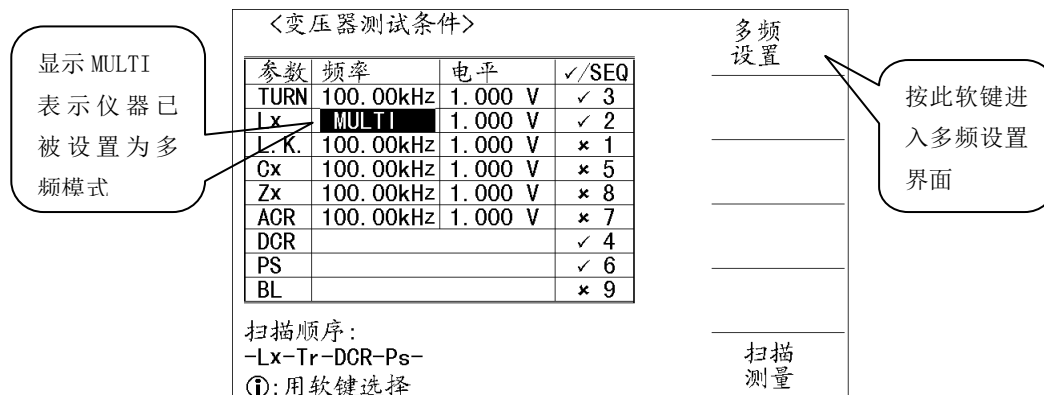 显示 MULTI
表示仪器已
被设置为多
频模式
<变压器测试条件>
参数 频率 电平 ✓/SEQ
TURN 100.00kHz 1.000 V ✓ 3
Lx MULTI 1.000 V ✓ 2
L.K. 100.00kHz 1.000 V × 1
Cx 100.00kHz 1.000 V × 5
Zx 100.00kHz 1.000 V × 8
ACR 100.00kHz 1.000 V × 7
DCR ✓ 4
PS ✓ 6
BL × 9
扫描顺序:
-Lx-Tr-DCR-Ps-
ⓘ:用软键选择
多频
设置
扫描
测量
按此软键进
入多频设置
界面